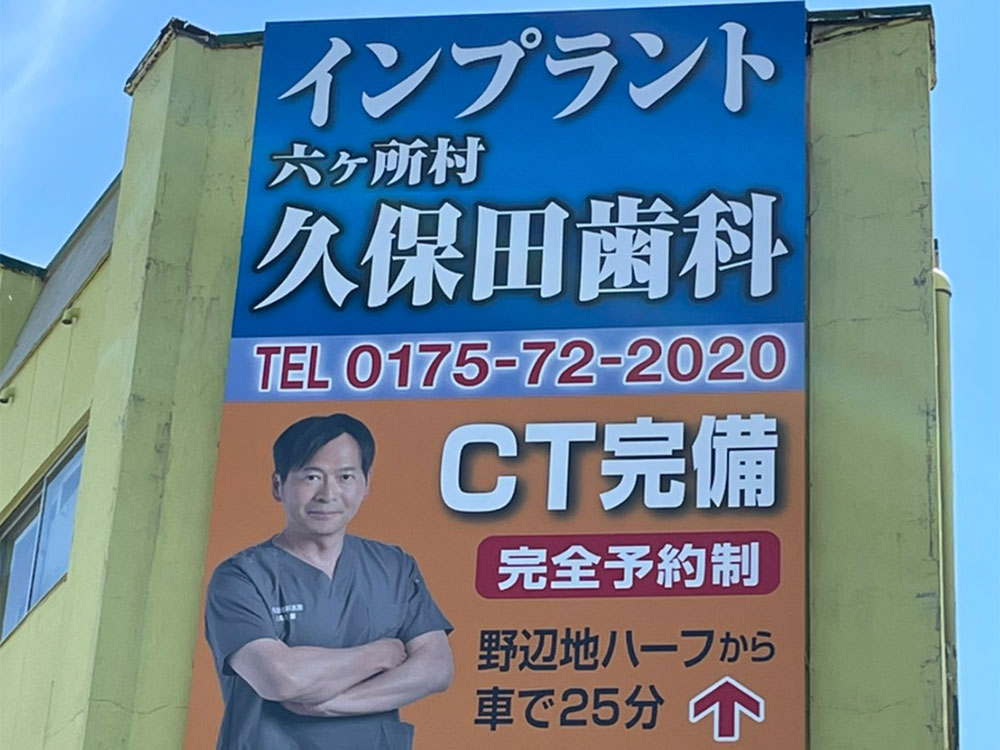 インプラント
六ヶ所村
久保田歯科
TEL 0175-72-2020
CT完備
完全予約制
野辺地ハーフから
車で25分